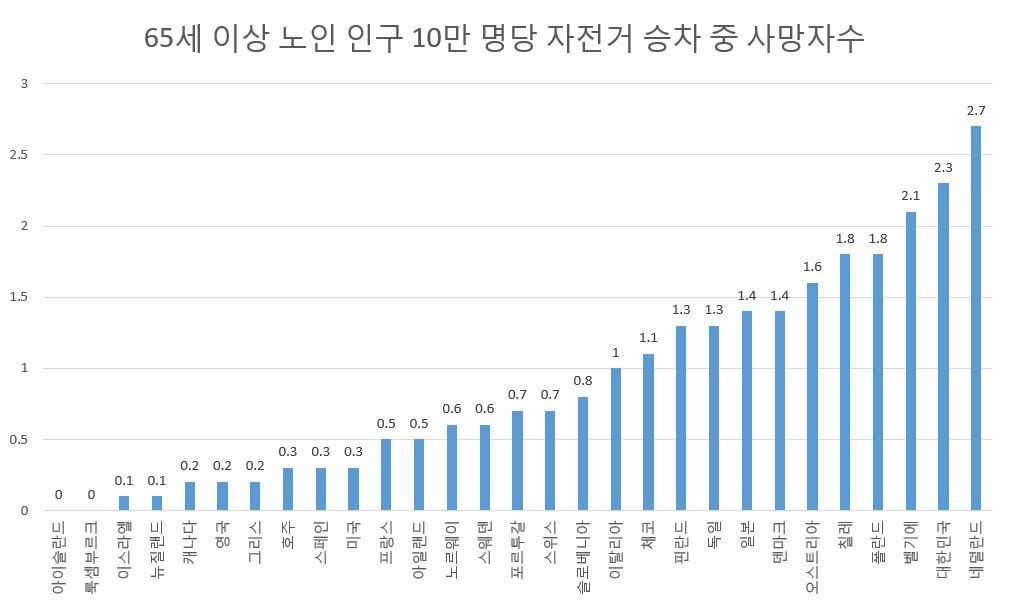 65세 이상 노인 인구 10만 명당 자전거 승차 중 사망자수
3
2.5
2
1.5
1
0.5
0
0
0
0.1
0.1
0.2
0.2
0.2
0.3
0.3
0.3
0.5
0.5
0.6
0.6
0.7
0.7
0.8
1
1.1
1.3
1.3
1.4
1.4
1.6
1.8
1.8
2.1
2.3
2.7
아이슬란드
룩셈부르크
이스라엘
뉴질랜드
캐나다
영국
그리스
호주
스페인
미국
프랑스
아일랜드
노르웨이
스웨덴
포르투갈
스위스
슬로베니아
이탈리아
체코
핀란드
독일
일본
덴마크
오스트리아
칠레
폴란드
벨기에
대한민국
네덜란드